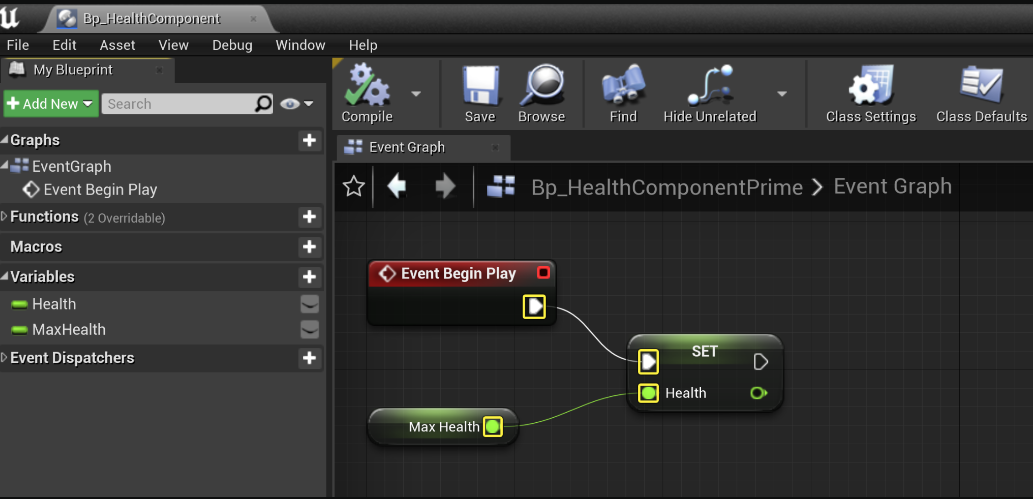 Bp_HealthComponent
File Edit Asset View Debug Window Help
My Blueprint
Add New Search
Compile Save Browse Find Hide Unrelated Class Settings Class Defaults
Graphs
EventGraph
Event Begin Play
Functions (2 Overridable)
Macros
Variables
Health
MaxHealth
Event Dispatchers
Event Graph
Bp_HealthComponentPrime > Event Graph
Event Begin Play
SET
Health
Max Health